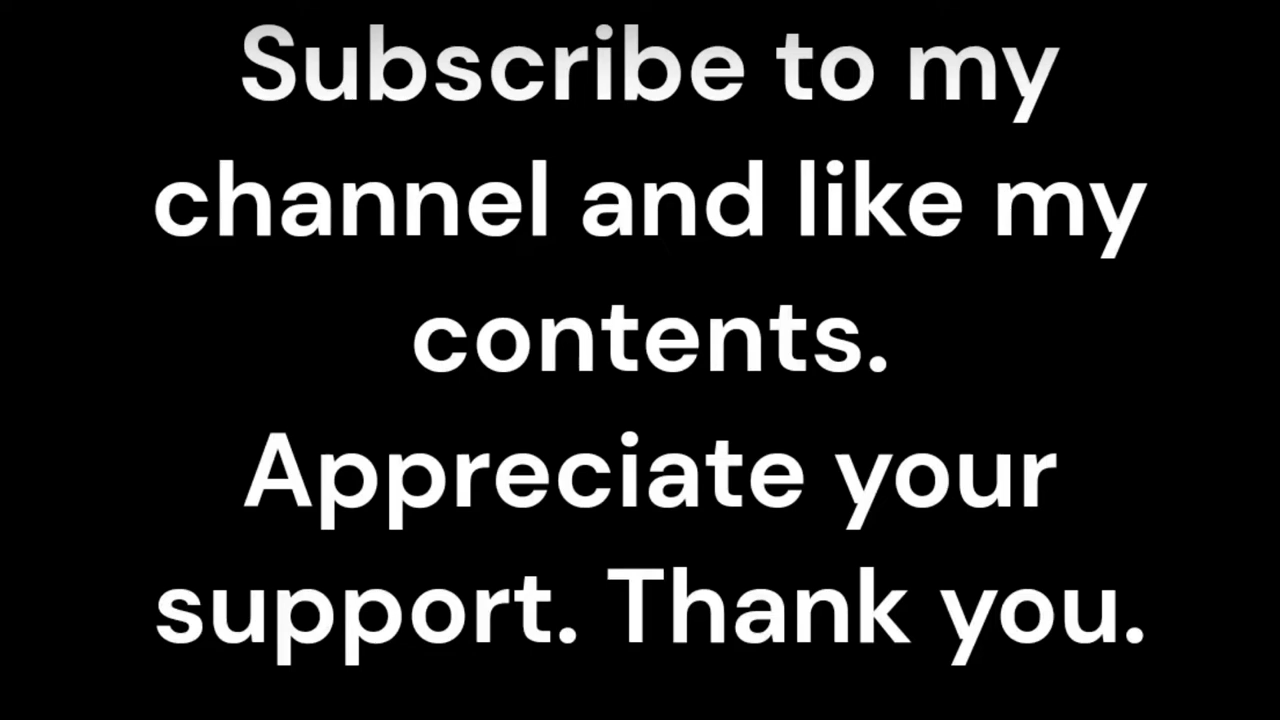 Subscribe to my
channel and like my
contents.
Appreciate your
support. Thank you.